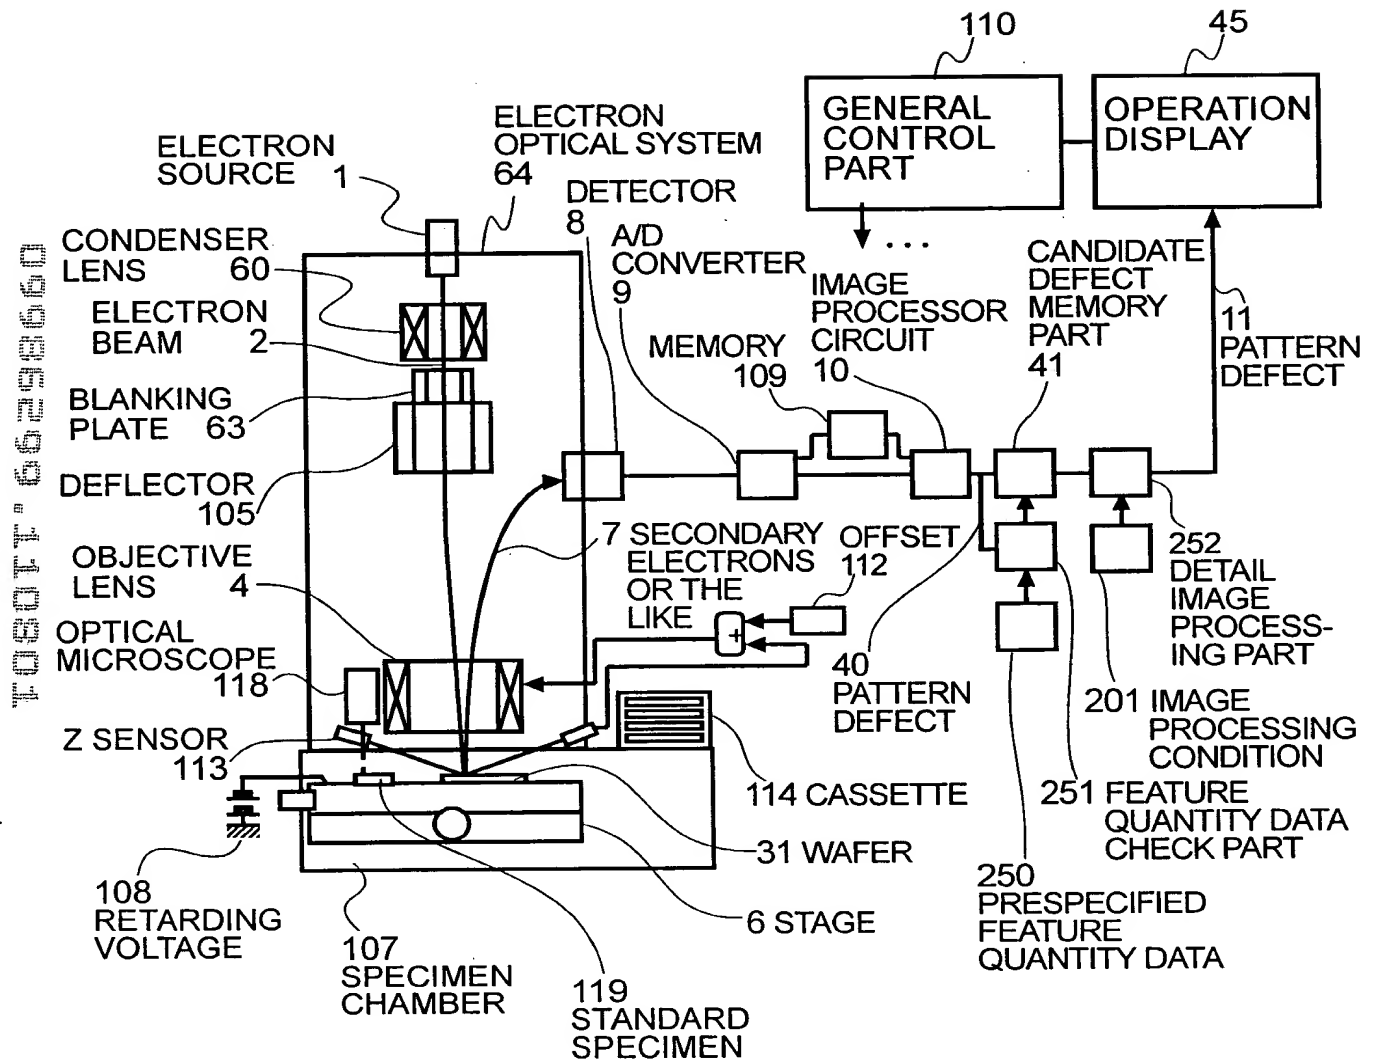 110
45
GENERAL
CONTROL
PART
OPERATION
DISPLAY
...
ELECTRON
SOURCE 1
ELECTRON
OPTICAL SYSTEM
64
DETECTOR
8
A/D
CONVERTER
9
CONDENSER
LENS 60
ELECTRON
BEAM 2
BLANKING
PLATE 63
DEFLECTOR
105
OBJECTIVE
LENS 4
OPTICAL
MICROSCOPE
118
Z SENSOR
113
MEMORY
109
IMAGE
PROCESSOR
CIRCUIT
10
CANDIDATE
DEFECT
MEMORY
PART
41
11
PATTERN
DEFECT
7 SECONDARY
ELECTRONS
OR THE
LIKE
OFFSET
112
+
40
PATTERN
DEFECT
252
DETAIL
IMAGE
PROCESS-
ING PART
201 IMAGE
PROCESSING
CONDITION
251 FEATURE
QUANTITY DATA
CHECK PART
250
PRESPECIFIED
FEATURE
QUANTITY DATA
114 CASSETTE
31 WAFER
6 STAGE
108
RETARDING
VOLTAGE
107
SPECIMEN
CHAMBER
119
STANDARD
SPECIMEN
09986299.110801